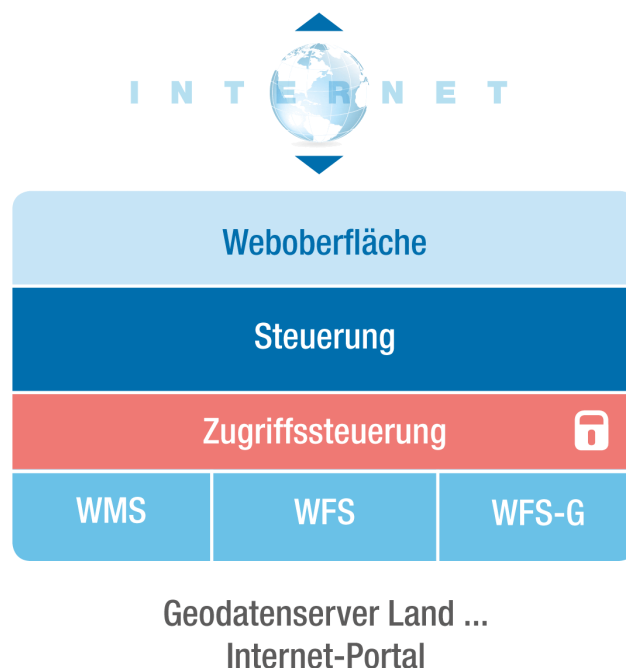 INTERNET
Weboberfläche
Steuerung
Zugriffssteuerung
WMS WFS WFS-G
Geodatenserver Land ...
Internet-Portal